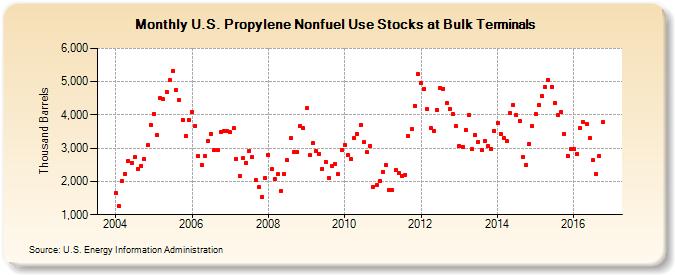 Monthly U.S. Propylene Nonfuel Use Stocks at Bulk Terminals
Thousand Barrels
6,000
5,000
4,000
3,000
2,000
1,000
2004 2006 2008 2010 2012 2014 2016
Source: U.S. Energy Information Administration